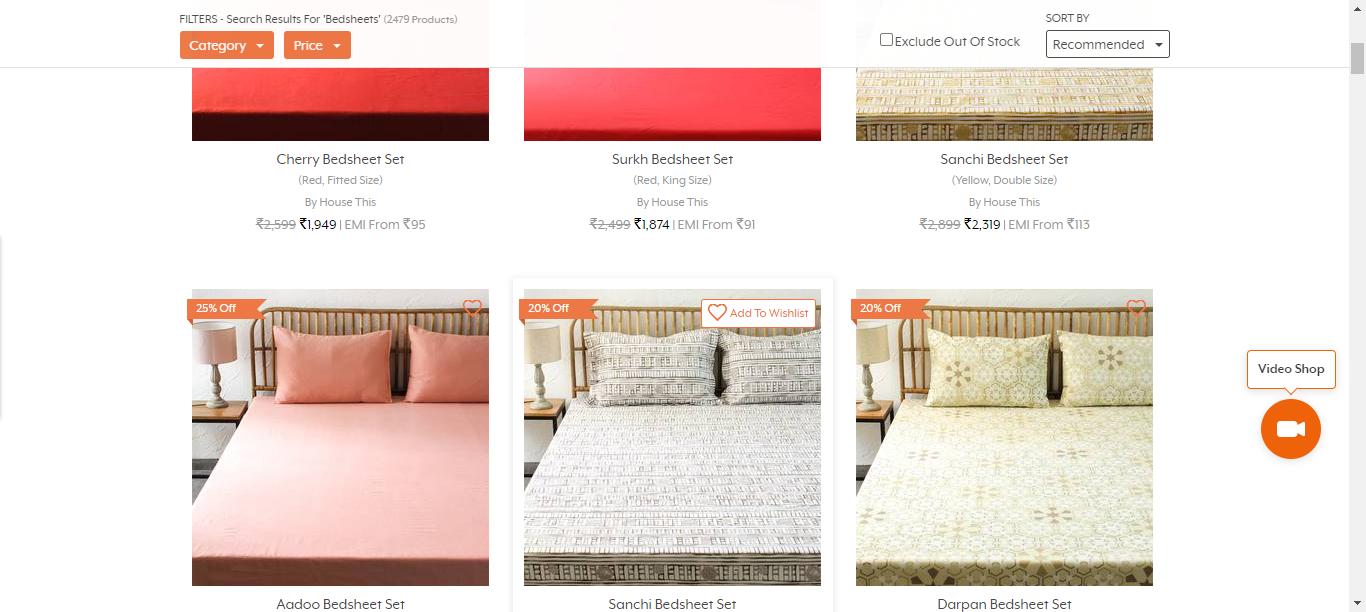 FILTERS - Search Results For 'Bedsheets' (2479 Products)
Category
Price
Exclude Out Of Stock
SORT BY
Recommended
Cherry Bedsheet Set
(Red, Fitted Size)
By House This
₹2,599 ₹1,949 | EMI From ₹95
Surkh Bedsheet Set
(Red, King Size)
By House This
₹2,499 ₹1,874 | EMI From ₹91
Sanchi Bedsheet Set
(Yellow, Double Size)
By House This
₹2,899 ₹2,319 | EMI From ₹113
25% Off
20% Off
Add To Wishlist
20% Off
Video Shop
Aadoo Bedsheet Set
Sanchi Bedsheet Set
Darpan Bedsheet Set